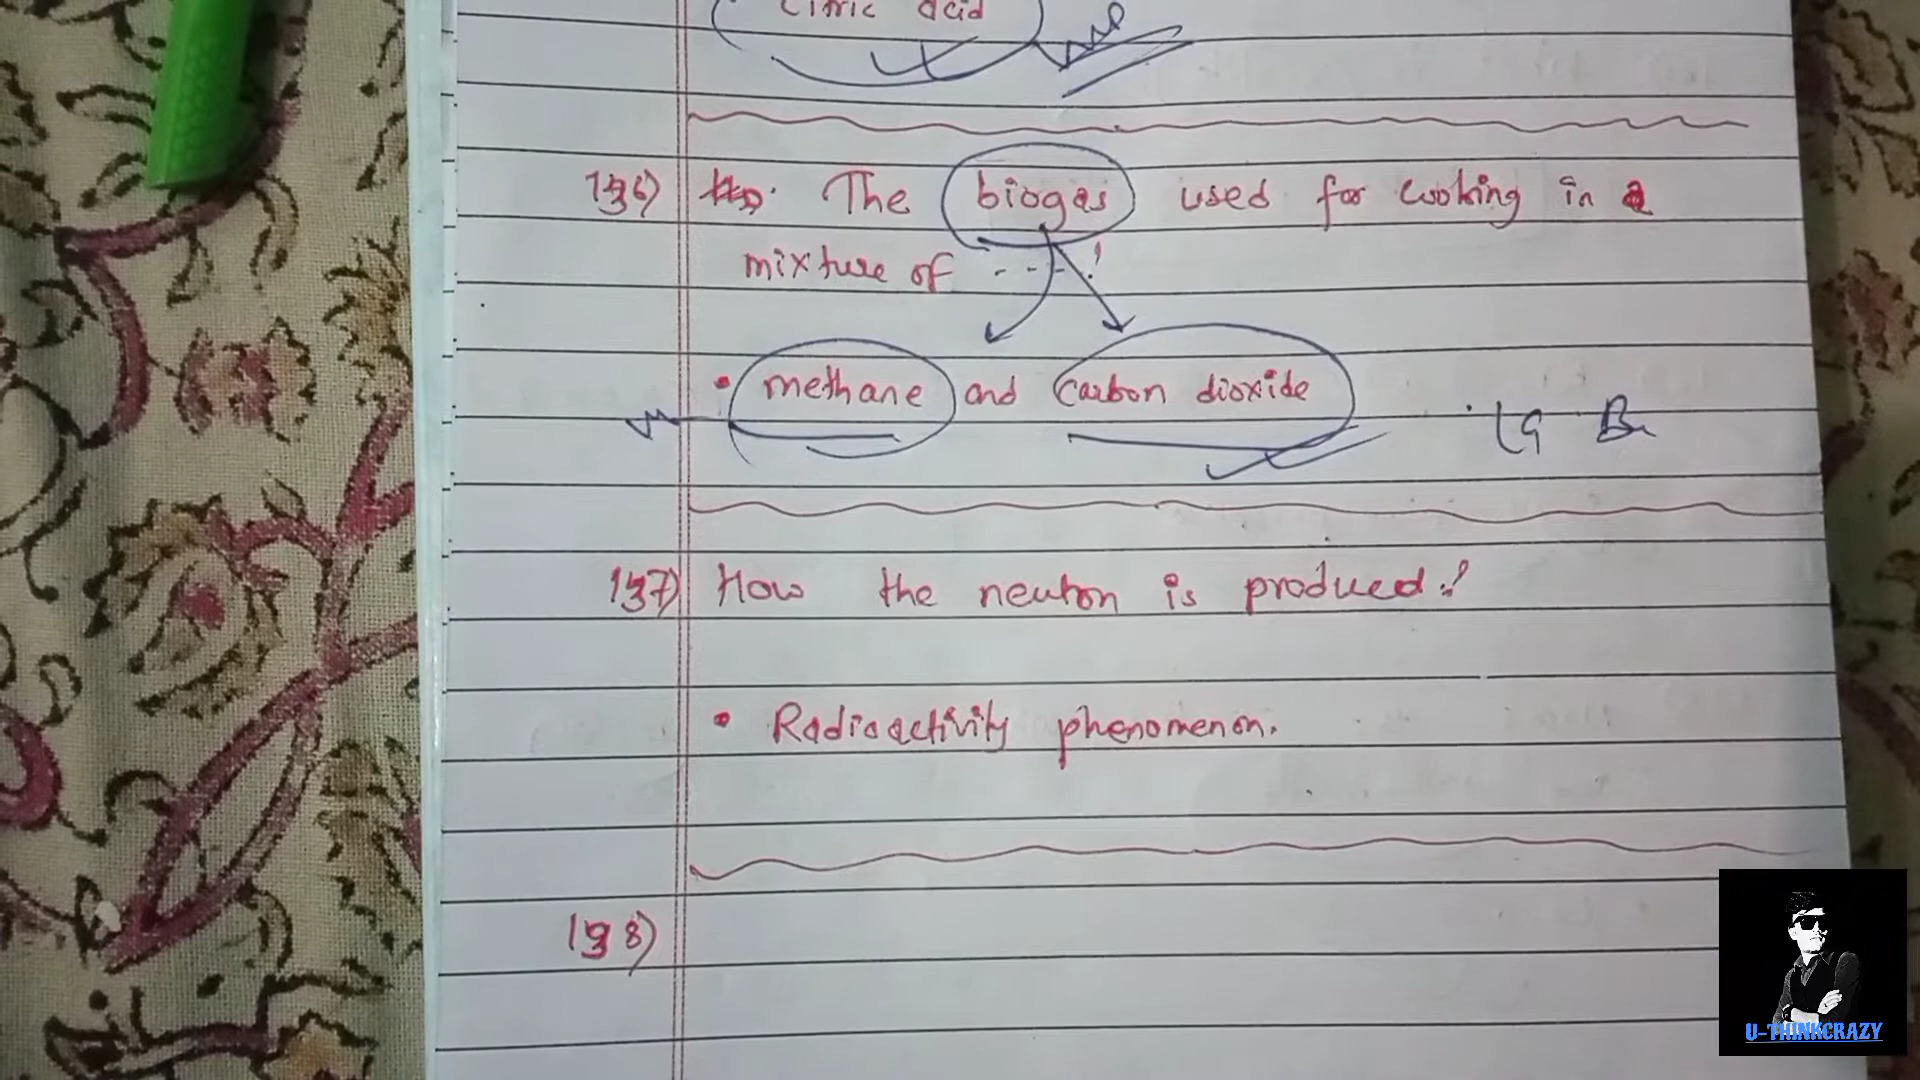 Citric acid
136) The biogas used for cooking in a
mixture of ---!
• methane and Carbon dioxide
137) How the neutron is produced?
• Radioactivity phenomenon.
138)
U-THINKCRAZY